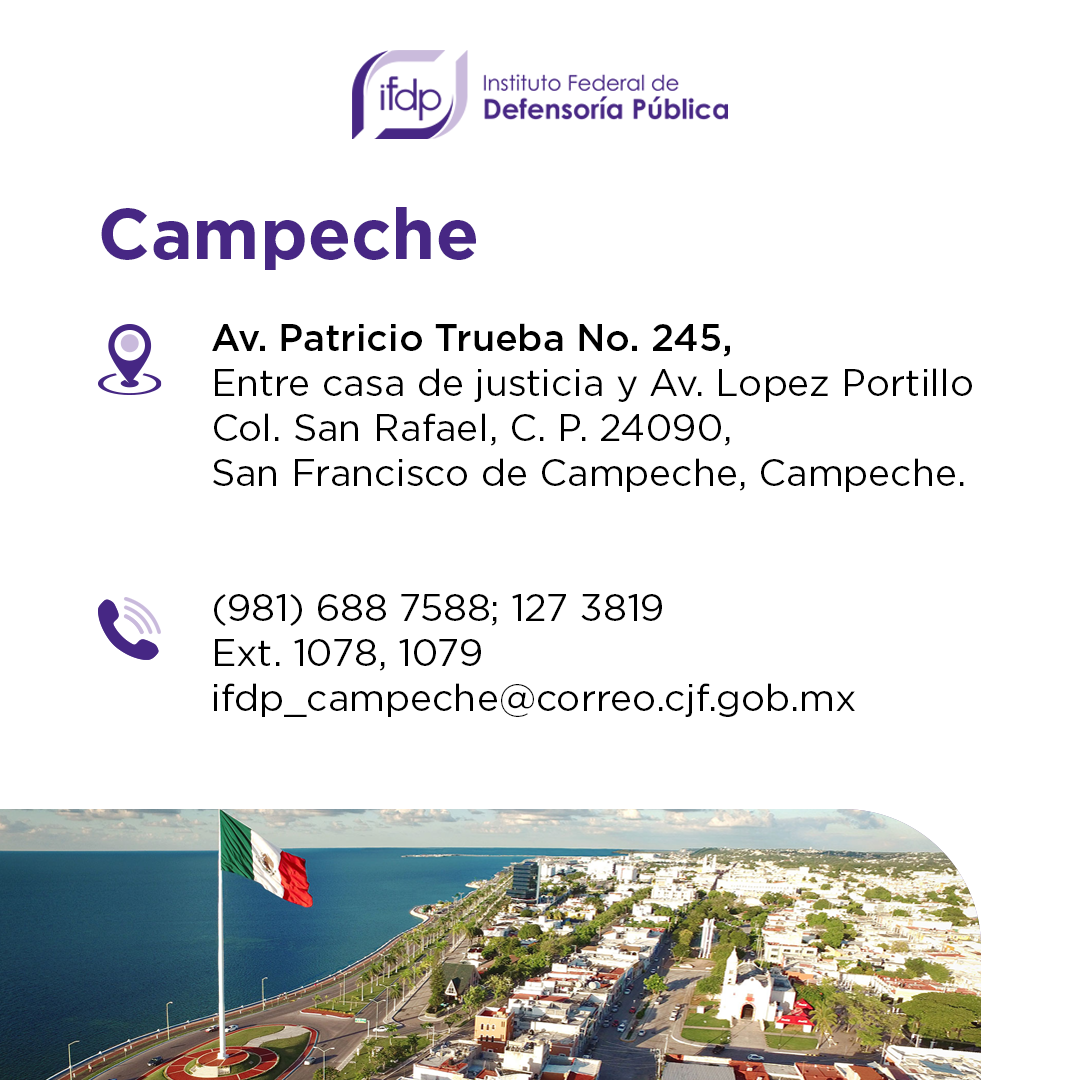 ifdp
Instituto Federal de
Defensoría Pública
Campeche
Av. Patricio Trueba No. 245,
Entre casa de justicia y Av. Lopez Portillo
Col. San Rafael, C. P. 24090,
San Francisco de Campeche, Campeche.
(981) 688 7588; 127 3819
Ext. 1078, 1079
ifdp_campeche@correo.cjf.gob.mx